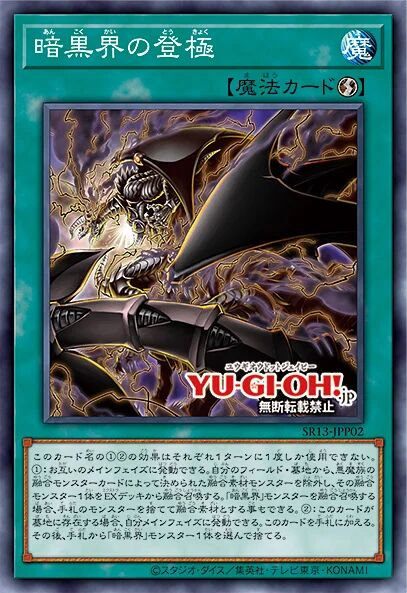 暗黒界の登極
魔
【魔法カード】
ユウギオウドットジェイピー
YU-GI-OH!.jp
無断転載禁止
SR13-JPP02
このカード名の①②の効果はそれぞれ1ターンに1度しか使用できない。
①：お互いのメインフェイズに発動できる。自分のフィールド・墓地から、悪魔族の
融合モンスターカードによって決められた融合素材モンスターを除外し、その融合
モンスター1体をEXデッキから融合召喚する。「暗黒界」モンスターを融合召喚する
場合、手札のモンスターを捨てて融合素材とする事もできる。②：このカードが
墓地に存在する場合、自分メインフェイズに発動できる。このカードを手札に加える。
その後、手札から「暗黒界」モンスター1体を選んで捨てる。
©スタジオ・ダイス／集英社・テレビ東京・KONAMI